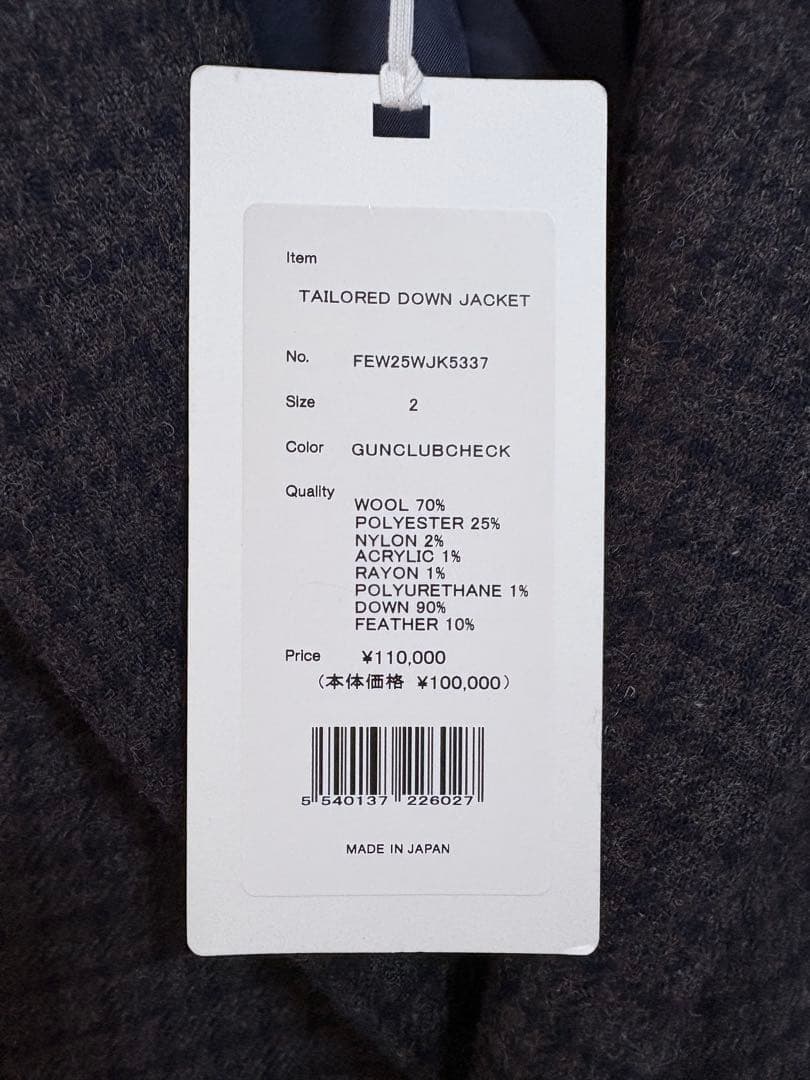 Item
TAILORED DOWN JACKET
No. FEW25WJK5337
Size 2
Color GUNCLUBCHECK
Quality
WOOL 70%
POLYESTER 25%
NYLON 2%
ACRYLIC 1%
RAYON 1%
POLYURETHANE 1%
DOWN 90%
FEATHER 10%
Price ¥110,000
（本体価格 ¥100,000）
5 540137 226027
MADE IN JAPAN